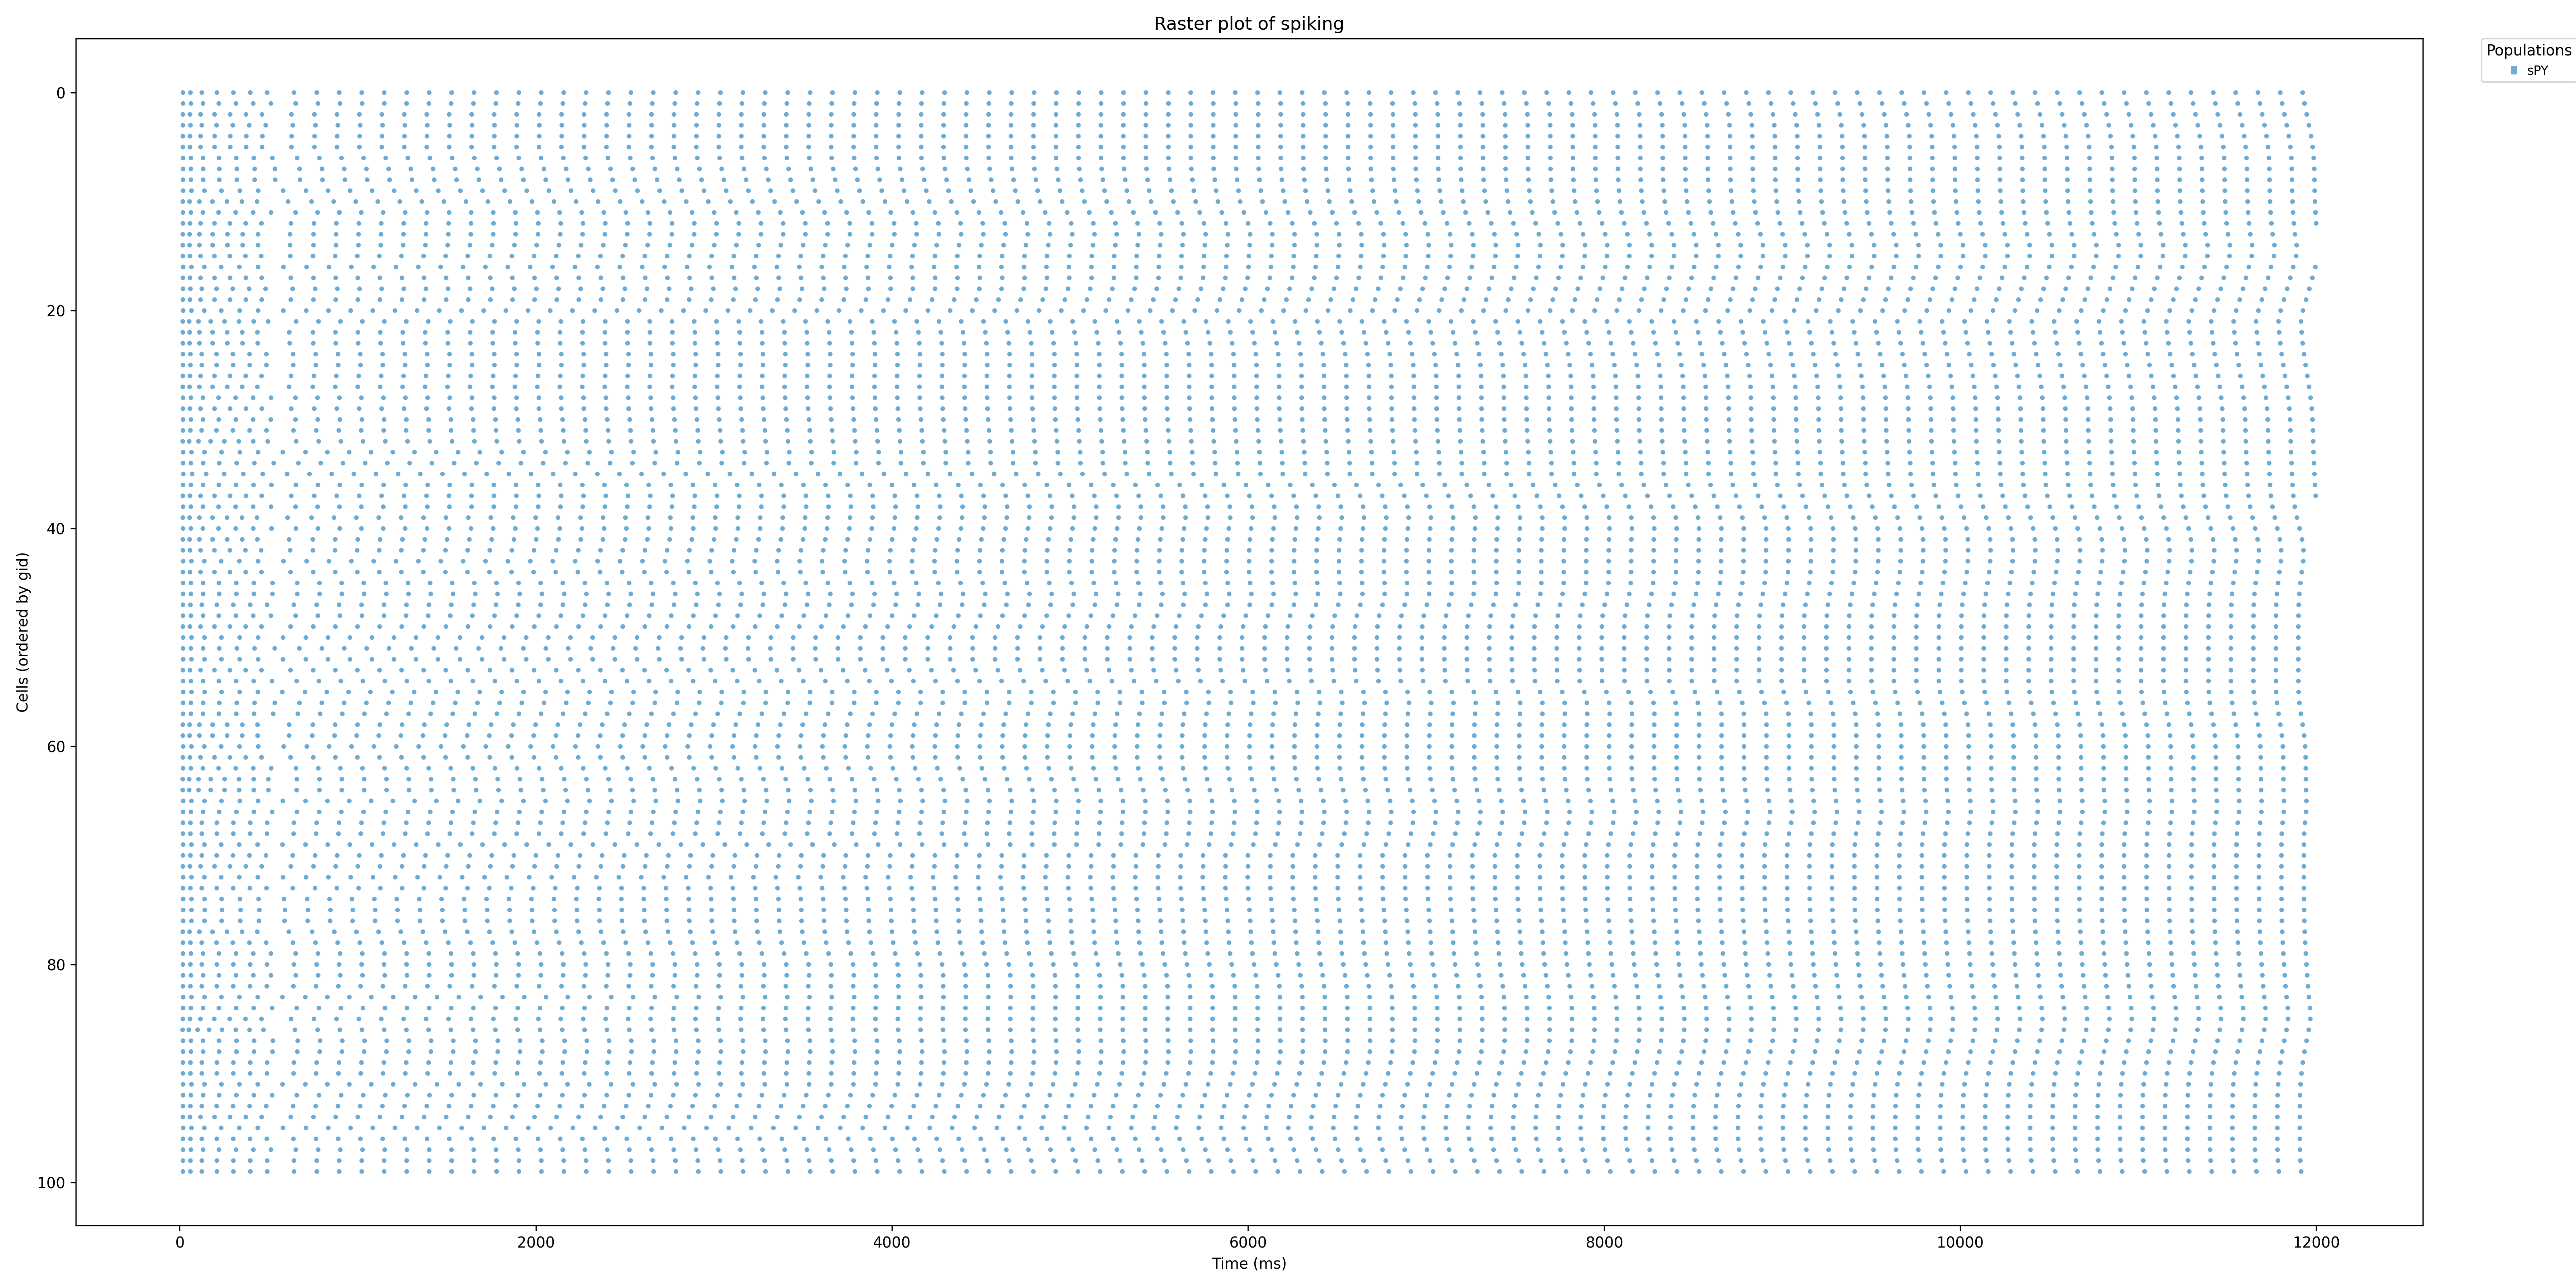 Raster plot of spiking
Populations
sPY
0
20
40
60
80
100
Cells (ordered by gid)
0 2000 4000 6000 8000 10000 12000
Time (ms)